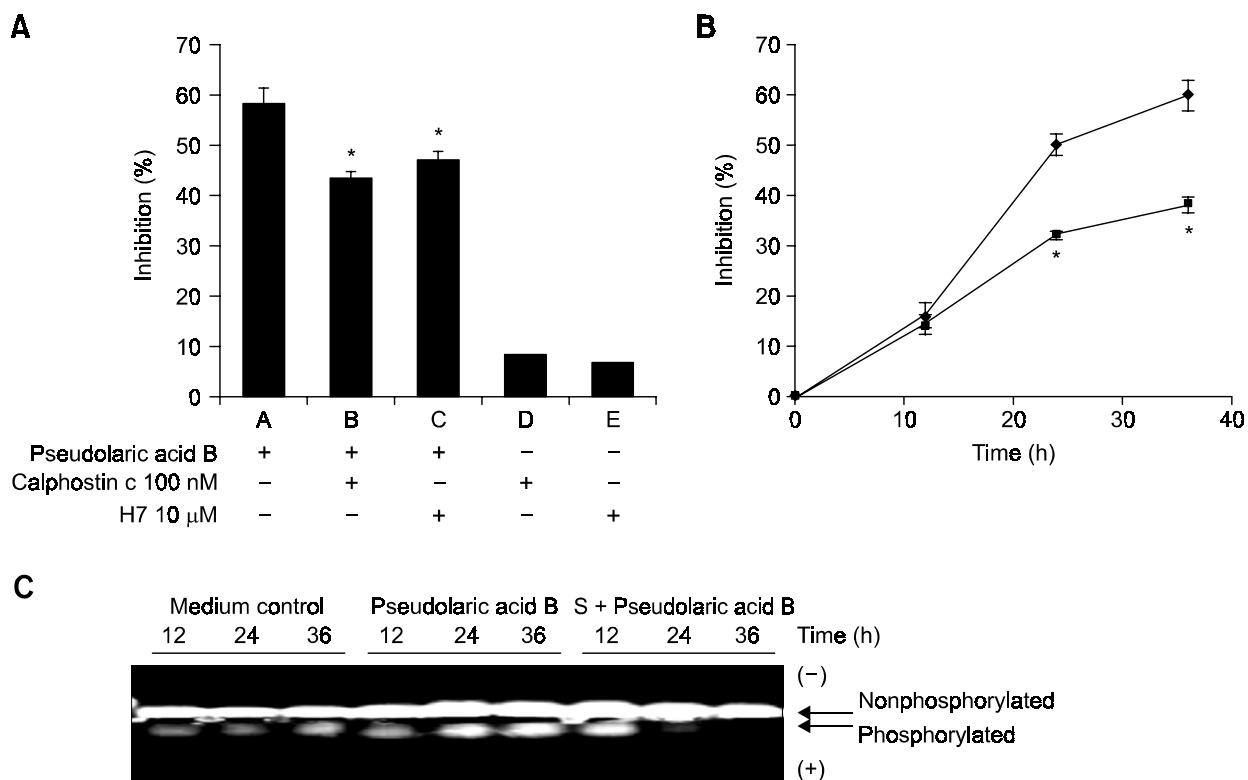 A
Inhibition (%)
70
60
50
40
30
20
10
0
A B C D E
Pseudolaric acid B + + + – –
Calphostin c 100 nM – + – + –
H7 10 μM – – + – +
* *
B
Inhibition (%)
70
60
50
40
30
20
10
0
* *
0 10 20 30 40
Time (h)
C
Medium control Pseudolaric acid B S + Pseudolaric acid B
12 24 36 12 24 36 12 24 36 Time (h)
(–)
Nonphosphorylated
Phosphorylated
(+)